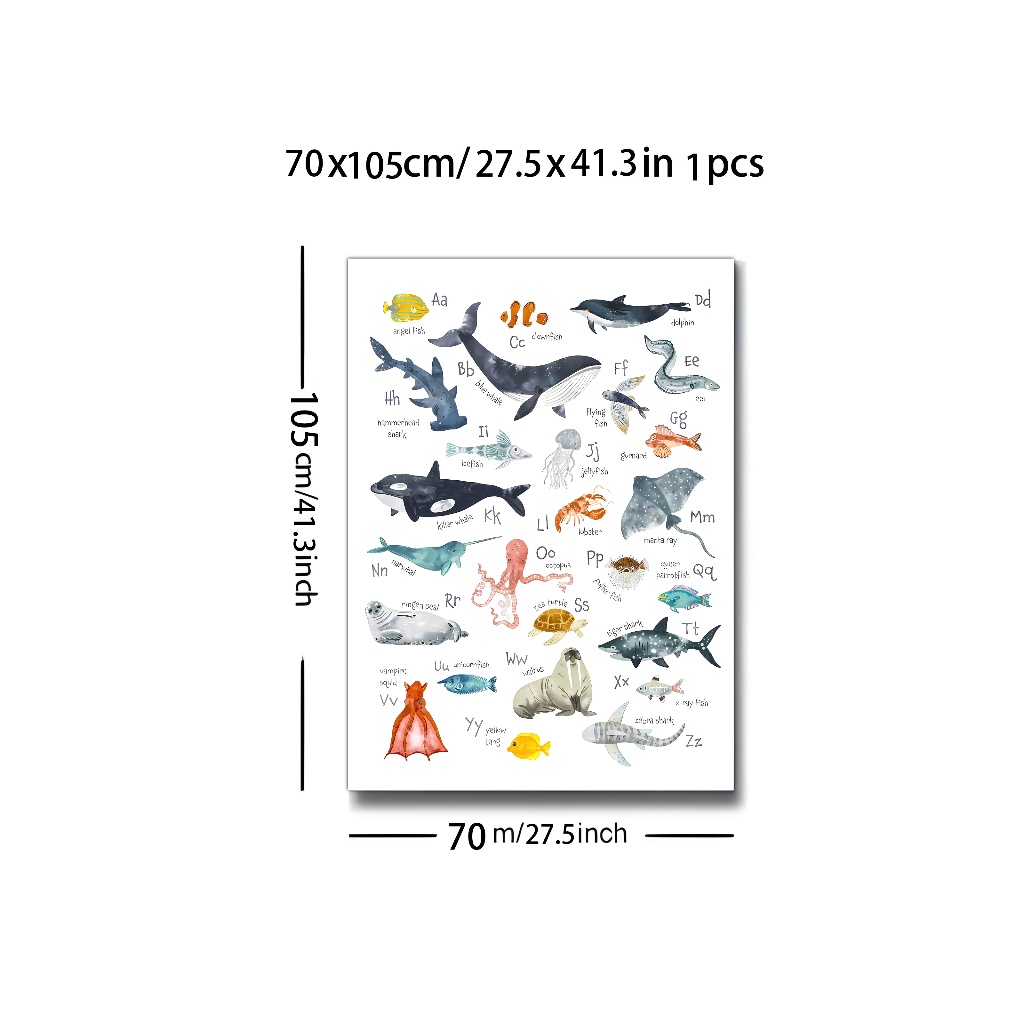 70x105cm/27.5x41.3in 1pcs
105cm/41.3inch
Aa
angel fish
Cc clownfish
Dd
dolphin
Bb
blue whale
Ee
Ff
flying
fish
Hh
hammerhead
shark
Gg
gurnard
Ii
icefish
Jj
jellyfish
Kk
killer whale
Ll
lobster
Mm
manta ray
Nn
narwhal
Oo
octopus
Pp
puffer fish
Qq
queen
parrotfish
Rr
ringed seal
Ss
sea turtle
Tt
tiger shark
Uu unicornfish
Vv
vampire
squid
Ww
walrus
Xx
x-ray fish
Yy yellow
tang
Zz
zebra shark
70 m/27.5inch